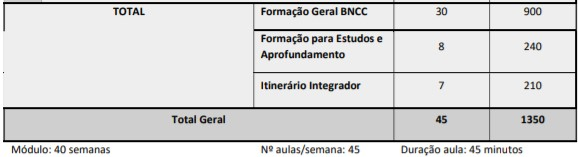 TOTAL Formação Geral BNCC 30 900
Formação para Estudos e
Aprofundamento 8 240
Itinerário Integrador 7 210
Total Geral 45 1350
Módulo: 40 semanas Nº aulas/semana: 45 Duração aula: 45 minutos